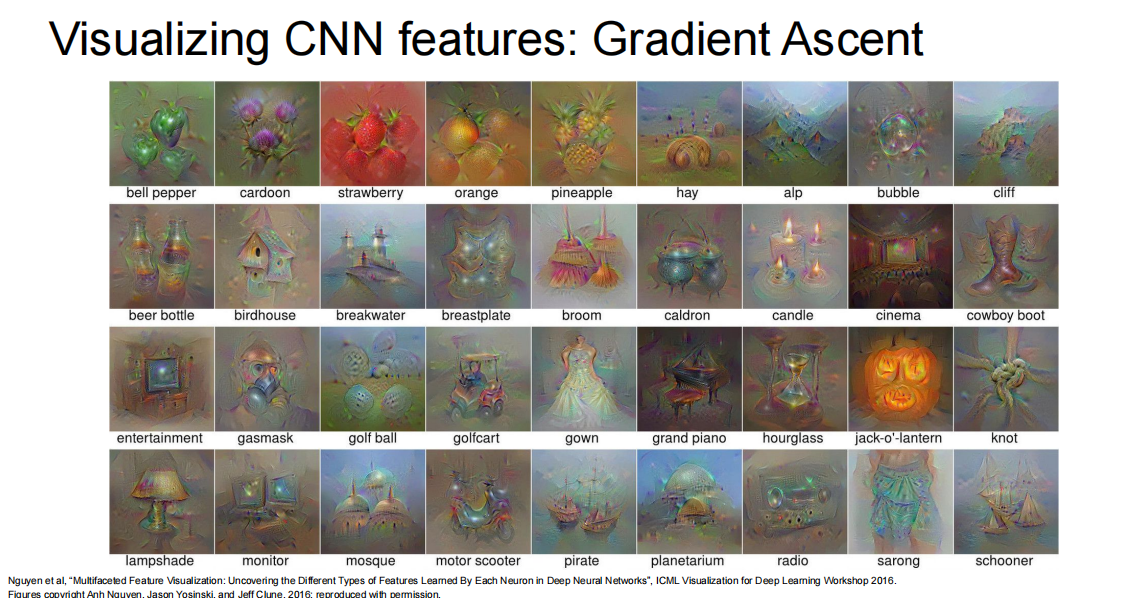 Visualizing CNN features: Gradient Ascent
bell pepper cardoon strawberry orange pineapple hay alp bubble cliff
beer bottle birdhouse breakwater breastplate broom caldron candle cinema cowboy boot
entertainment gasmask golf ball golfcart gown grand piano hourglass jack-o'-lantern knot
lampshade monitor mosque motor scooter pirate planetarium radio sarong schooner
Nguyen et al, “Multifaceted Feature Visualization: Uncovering the Different Types of Features Learned By Each Neuron in Deep Neural Networks”, ICML Visualization for Deep Learning Workshop 2016.
Figures copyright Anh Nguyen, Jason Yosinski, and Jeff Clune, 2016; reproduced with permission.